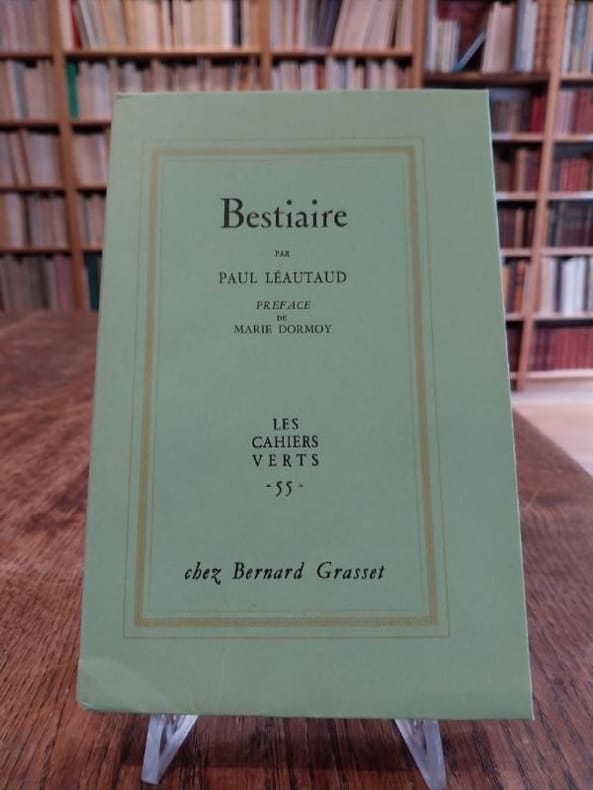 Bestiaire
PAR
PAUL LÉAUTAUD
PREFACE
DE
MARIE DORMOY
LES
CAHIERS
VERTS
-55-
chez Bernard Grasset